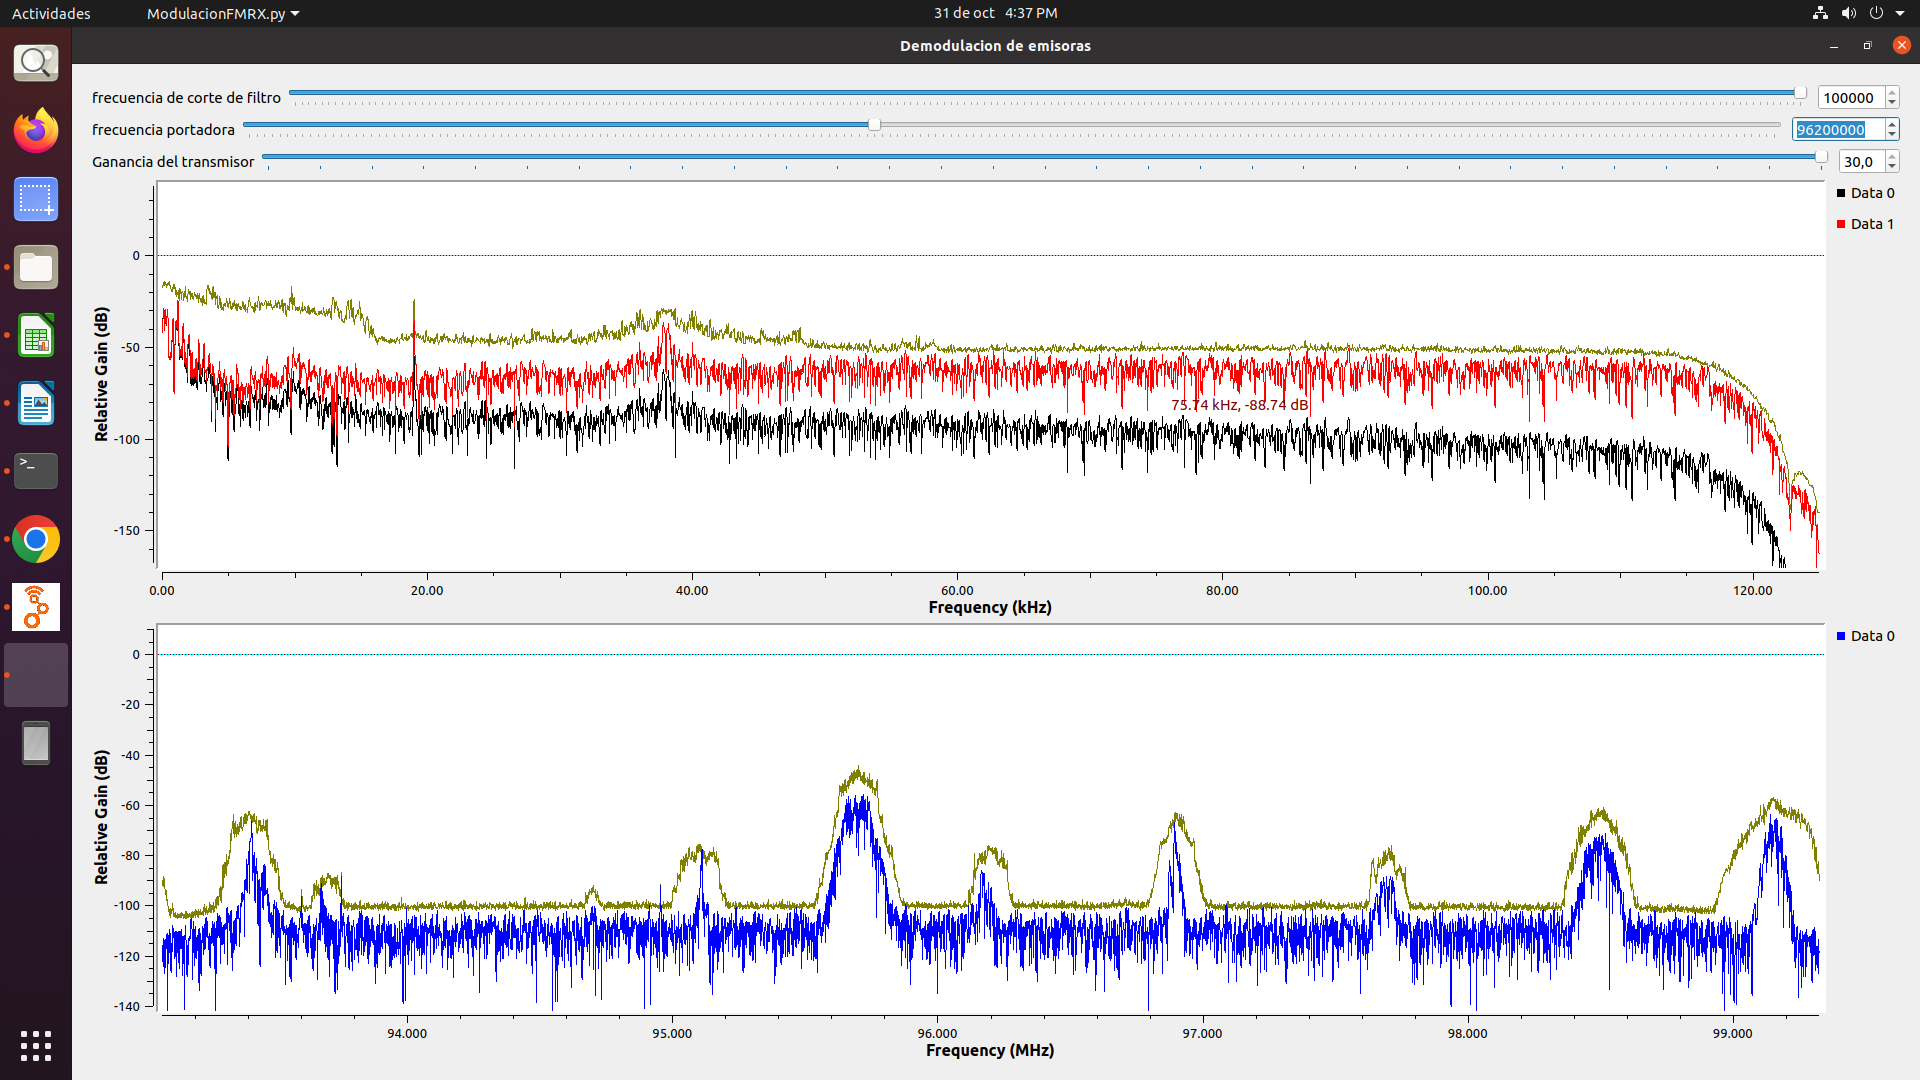 Actividades ModulacionFMRX.py 31 de oct 4:37 PM
Demodulacion de emisoras
frecuencia de corte de filtro 100000
frecuencia portadora 96200000
Ganancia del transmisor 30,0
Data 0
Data 1
Relative Gain (dB)
0
-50
-100
-150
75.74 kHz, -88.74 dB
0.00 20.00 40.00 60.00 80.00 100.00 120.00
Frequency (kHz)
Data 0
Relative Gain (dB)
0
-20
-40
-60
-80
-100
-120
-140
94.000 95.000 96.000 97.000 98.000 99.000
Frequency (MHz)